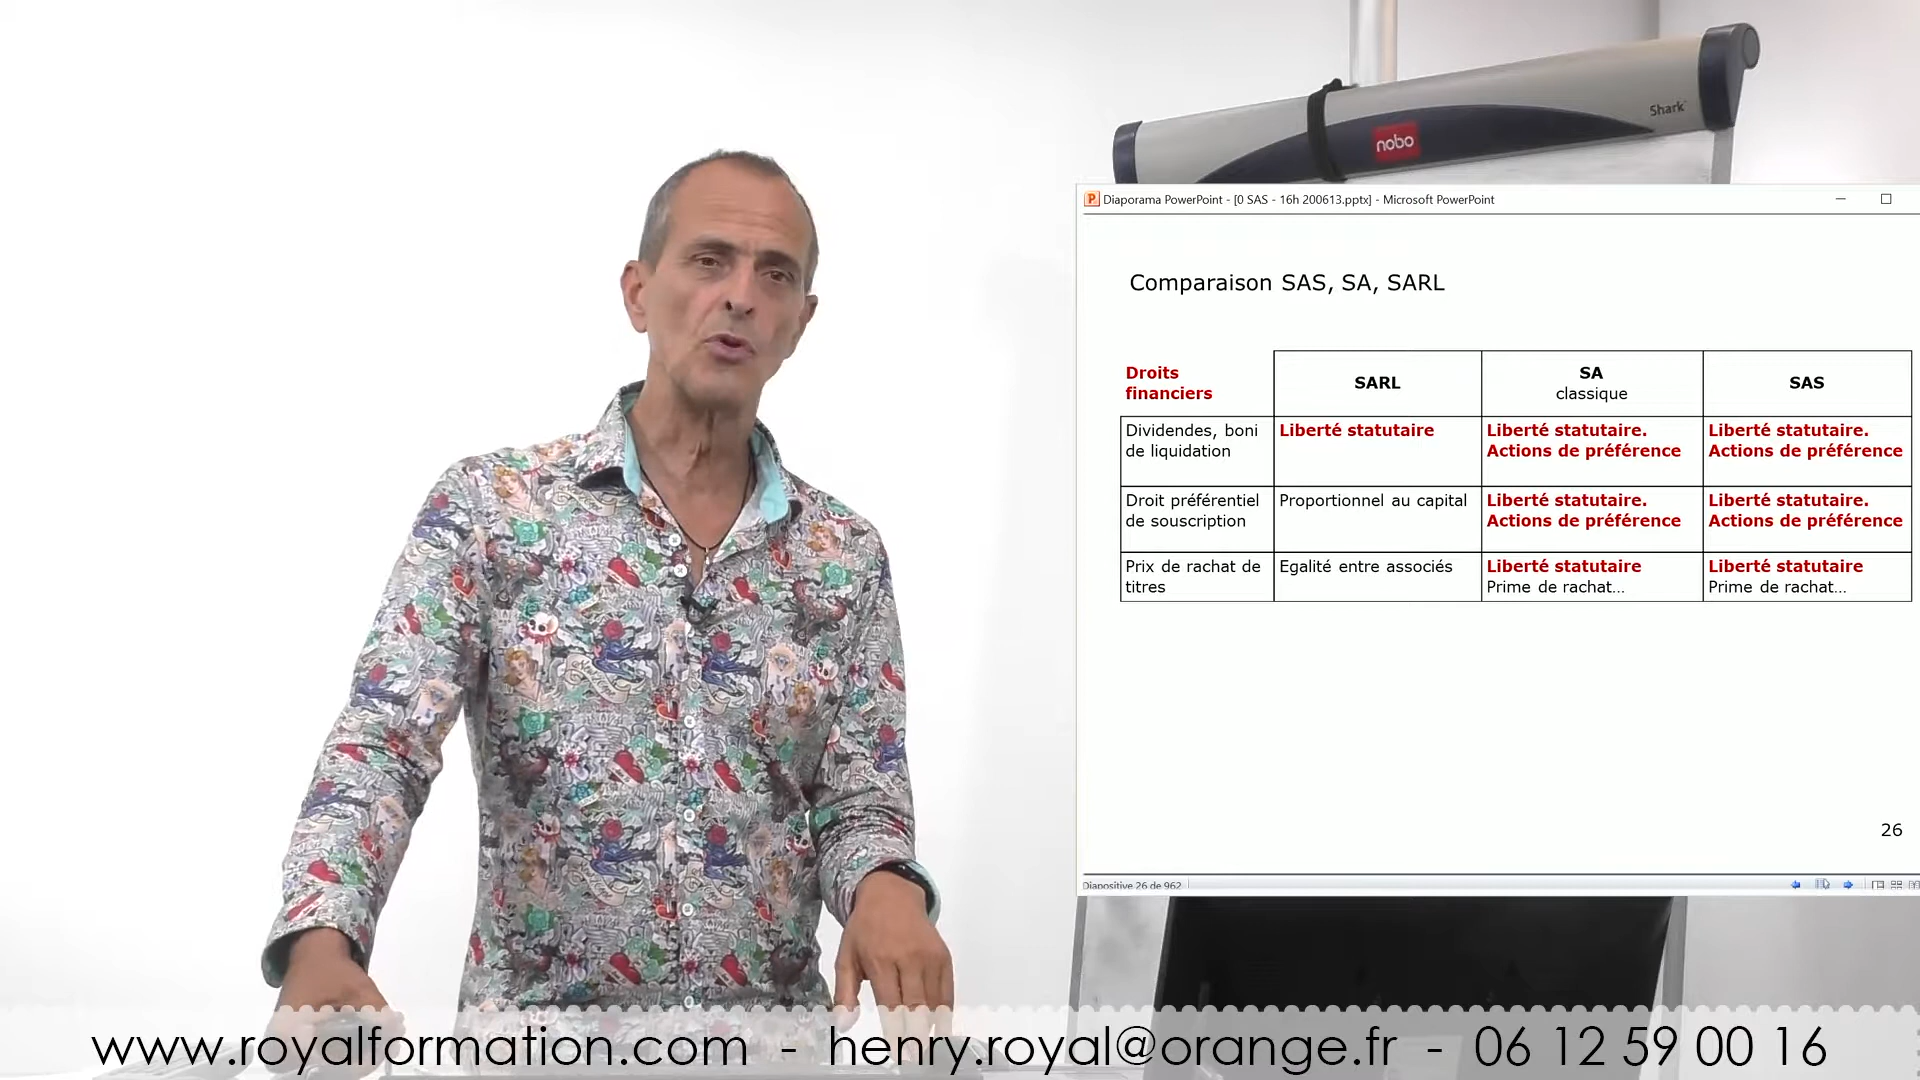 Shark
nobo
Diaporama PowerPoint - [0 SAS - 16h 200613.pptx] - Microsoft PowerPoint
Comparaison SAS, SA, SARL
Droits
financiers
SARL
SA
classique
SAS
Dividendes, boni
de liquidation
Liberté statutaire
Liberté statutaire.
Actions de préférence
Liberté statutaire.
Actions de préférence
Droit préférentiel
de souscription
Proportionnel au capital
Liberté statutaire.
Actions de préférence
Liberté statutaire.
Actions de préférence
Prix de rachat de
titres
Egalité entre associés
Liberté statutaire
Prime de rachat...
Liberté statutaire
Prime de rachat...
26
Diapositive 26 de 962
www.royalformation.com - henry.royal@orange.fr - 06 12 59 00 16